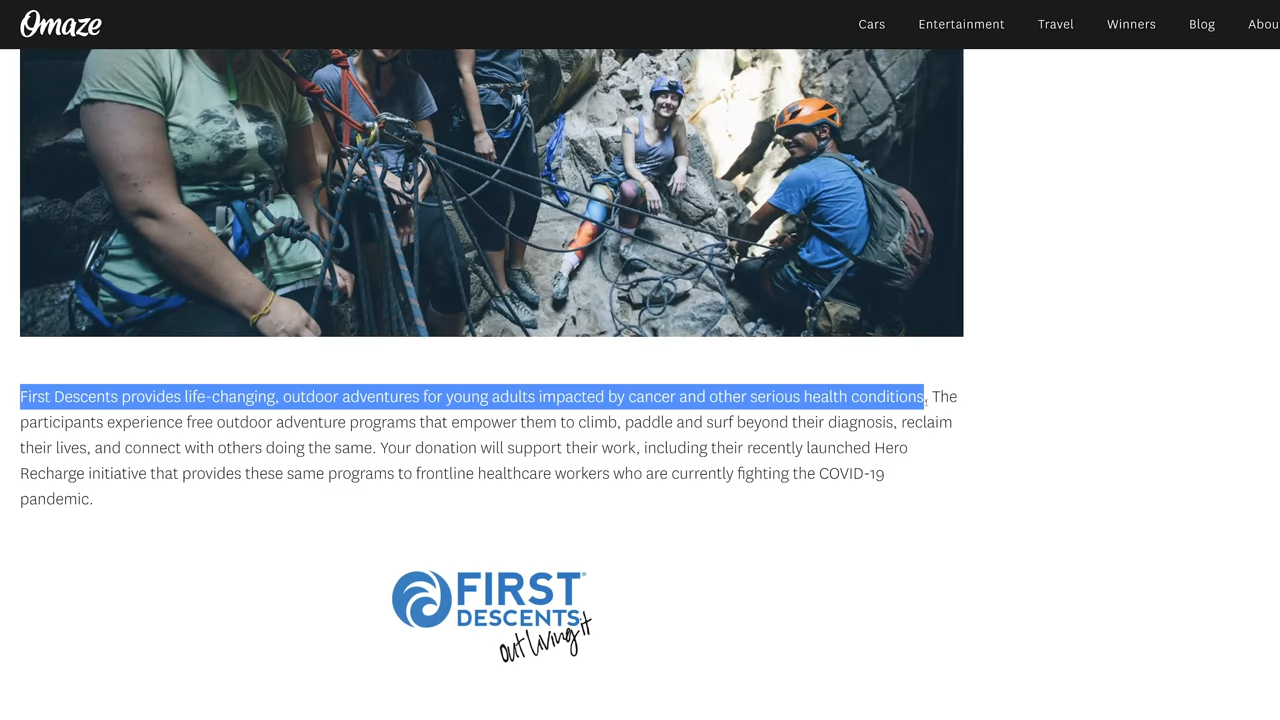 Omaze
Cars Entertainment Travel Winners Blog Abou
First Descents provides life-changing, outdoor adventures for young adults impacted by cancer and other serious health conditions. The
participants experience free outdoor adventure programs that empower them to climb, paddle and surf beyond their diagnosis, reclaim
their lives, and connect with others doing the same. Your donation will support their work, including their recently launched Hero
Recharge initiative that provides these same programs to frontline healthcare workers who are currently fighting the COVID-19
pandemic.
FIRST
DESCENTS
out living it